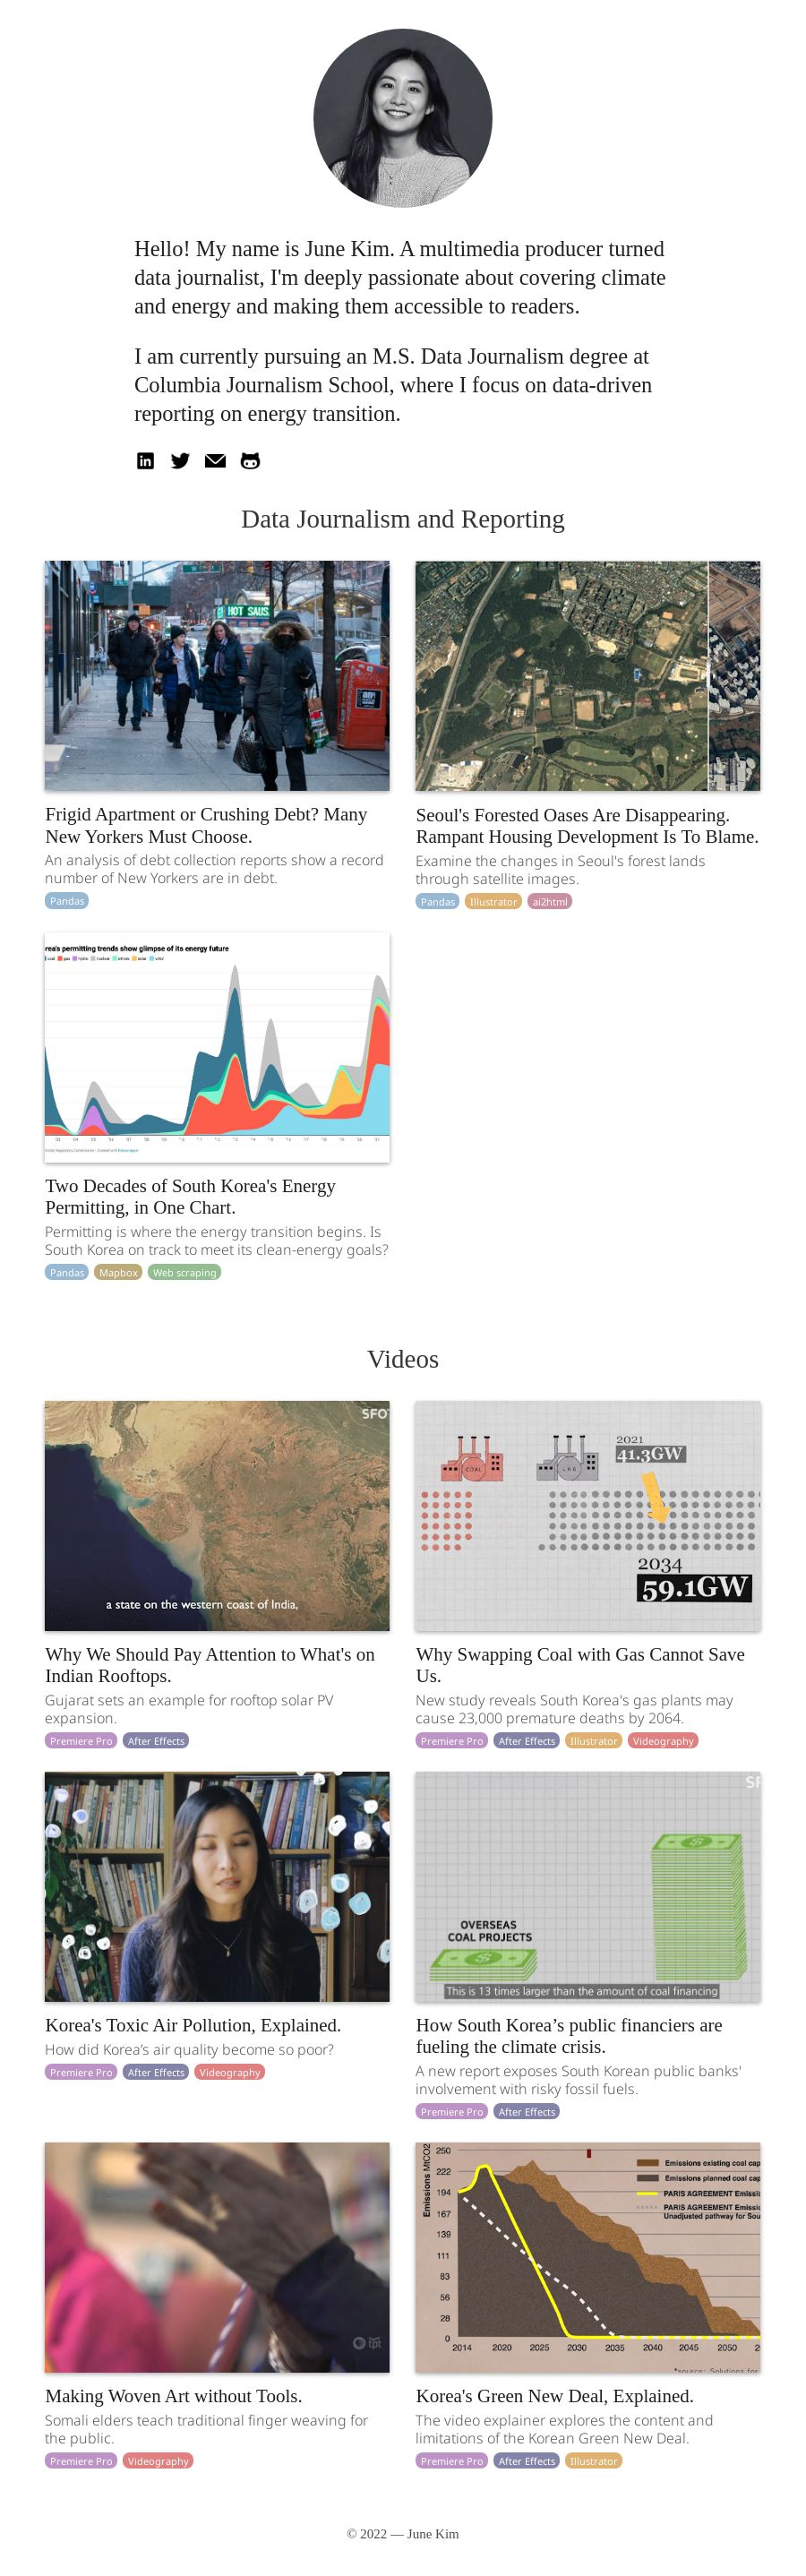 Hello! My name is June Kim. A multimedia producer turned
data journalist, I'm deeply passionate about covering climate
and energy and making them accessible to readers.
I am currently pursuing an M.S. Data Journalism degree at
Columbia Journalism School, where I focus on data-driven
reporting on energy transition.
in
Data Journalism and Reporting
HOT SAUS
Frigid Apartment or Crushing Debt? Many
New Yorkers Must Choose.
An analysis of debt collection reports show a record
number of New Yorkers are in debt.
Pandas
Seoul's Forested Oases Are Disappearing.
Rampant Housing Development Is To Blame.
Examine the changes in Seoul's forest lands
through satellite images.
Pandas Illustrator ai2html
rea's permitting trends show glimpse of its energy future
Two Decades of South Korea's Energy
Permitting, in One Chart.
Permitting is where the energy transition begins. Is
South Korea on track to meet its clean-energy goals?
Pandas Mapbox Web scraping
Videos
SFO
a state on the western coast of India,
Why We Should Pay Attention to What's on
Indian Rooftops.
Gujarat sets an example for rooftop solar PV
expansion.
Premiere Pro After Effects
COAL
LNG
2021
41.3GW
2034
59.1GW
Why Swapping Coal with Gas Cannot Save
Us.
New study reveals South Korea's gas plants may
cause 23,000 premature deaths by 2064.
Premiere Pro After Effects Illustrator Videography
Korea's Toxic Air Pollution, Explained.
How did Korea's air quality become so poor?
Premiere Pro After Effects Videography
OVERSEAS
COAL PROJECTS
This is 13 times larger than the amount of coal financing
How South Korea’s public financiers are
fueling the climate crisis.
A new report exposes South Korean public banks'
involvement with risky fossil fuels.
Premiere Pro After Effects
PBS tpt
Making Woven Art without Tools.
Somali elders teach traditional finger weaving for
the public.
Premiere Pro Videography
Emissions MtCO2
250
222
194
167
139
111
83
56
28
0
2014 2020 2025 2030 2035 2040 2045 2050 2
Emissions existing coal cap
Emissions planned coal cap
PARIS AGREEMENT Emissio
PARIS AGREEMENT Emissio
Unadjusted pathway for Sou
*source: Solutions for
Korea's Green New Deal, Explained.
The video explainer explores the content and
limitations of the Korean Green New Deal.
Premiere Pro After Effects Illustrator
© 2022 — June Kim